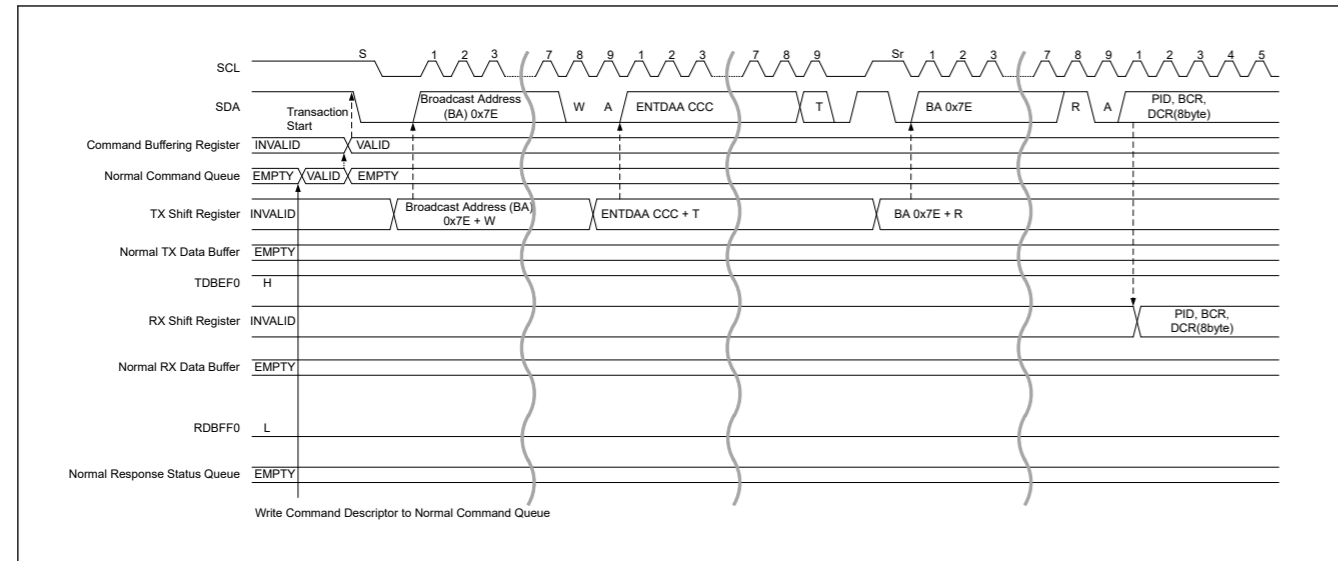 S 1 2 3 7 8 9 1 2 3 7 8 9 Sr 1 2 3 7 8 9 1 2 3 4 5
SCL
SDA
Transaction
Start
Broadcast Address
(BA) 0x7E
W A ENTDAA CCC T BA 0x7E R A
PID, BCR,
DCR(8byte)
Command Buffering Register INVALID VALID
Normal Command Queue EMPTY VALID EMPTY
TX Shift Register INVALID
Broadcast Address (BA)
0x7E + W
ENTDAA CCC + T BA 0x7E + R
Normal TX Data Buffer EMPTY
TDBEF0 H
RX Shift Register INVALID
PID, BCR,
DCR(8byte)
Normal RX Data Buffer EMPTY
RDBFF0 L
Normal Response Status Queue EMPTY
Write Command Descriptor to Normal Command Queue